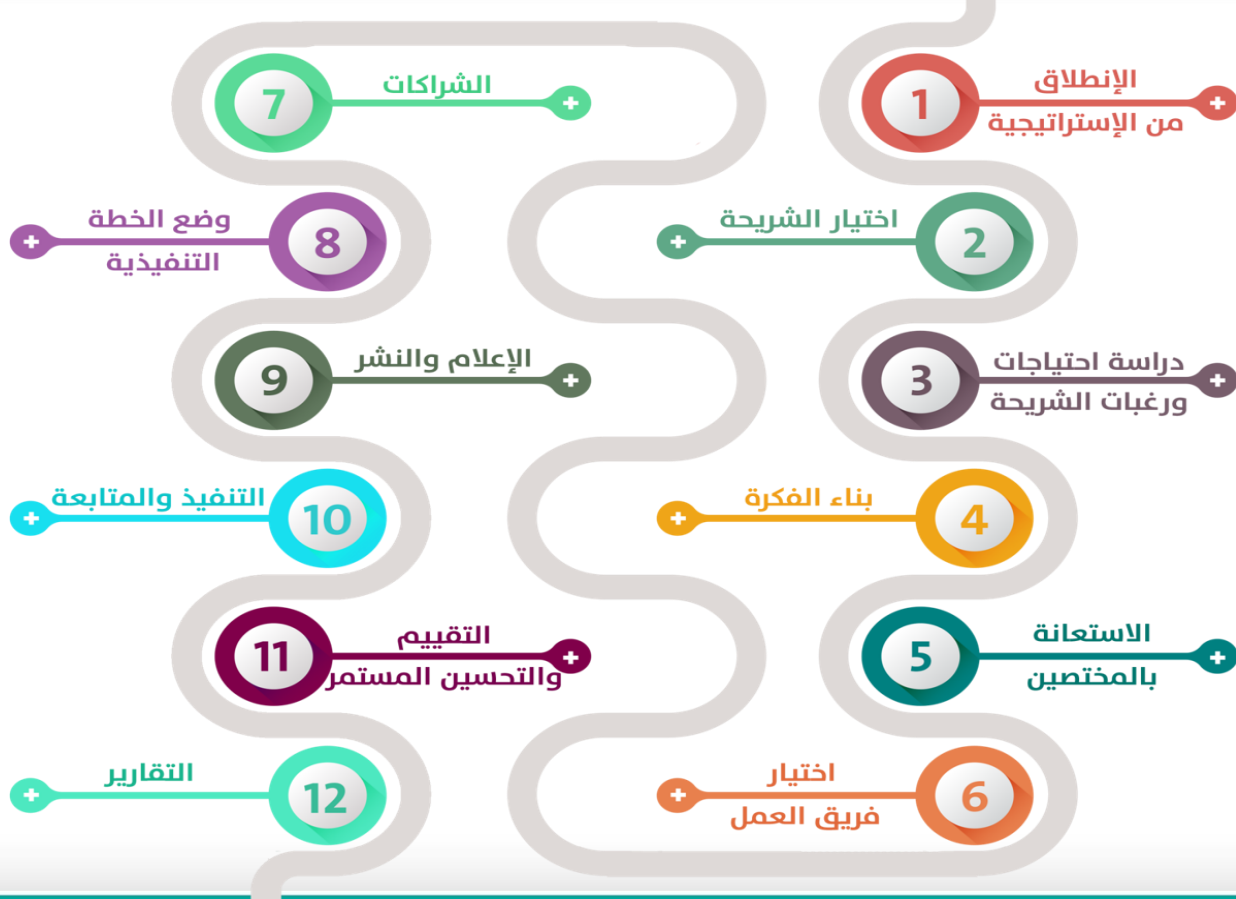 1
الإنطلاق
من الإستراتيجية
2
اختيار الشريحة
3
دراسة احتياجات
ورغبات الشريحة
4
بناء الفكرة
5
الاستعانة
بالمختصين
6
اختيار
فريق العمل
7
الشراكات
8
وضع الخطة
التنفيذية
9
الإعلام والنشر
10
التنفيذ والمتابعة
11
التقييم
والتحسين المستمر
12
التقارير